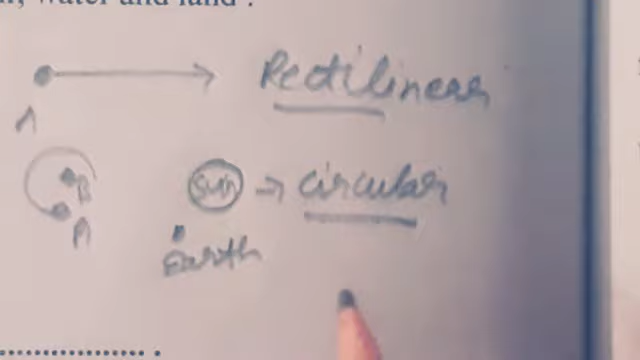 water and land .
A Rectilinear
B
A
Sun → circular
Earth